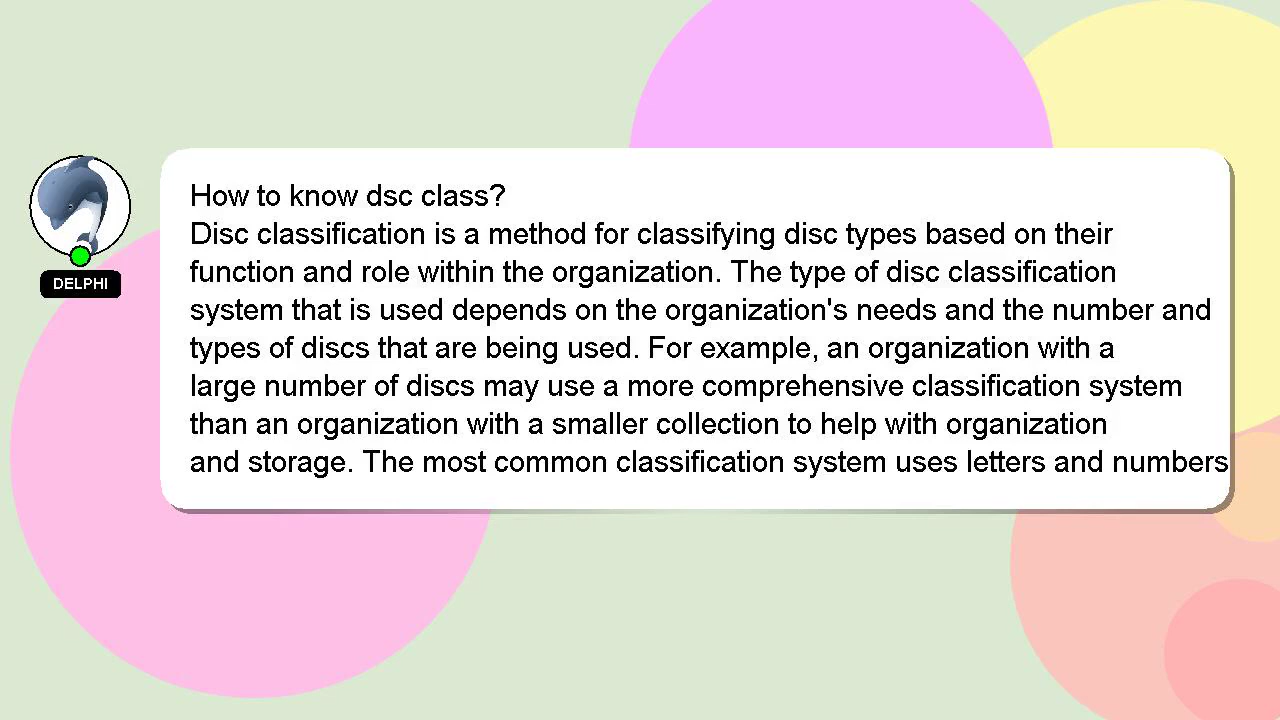 How to know dsc class?
Disc classification is a method for classifying disc types based on their
function and role within the organization. The type of disc classification
system that is used depends on the organization's needs and the number and
types of discs that are being used. For example, an organization with a
large number of discs may use a more comprehensive classification system
than an organization with a smaller collection to help with organization
and storage. The most common classification system uses letters and numbers
DELPHI